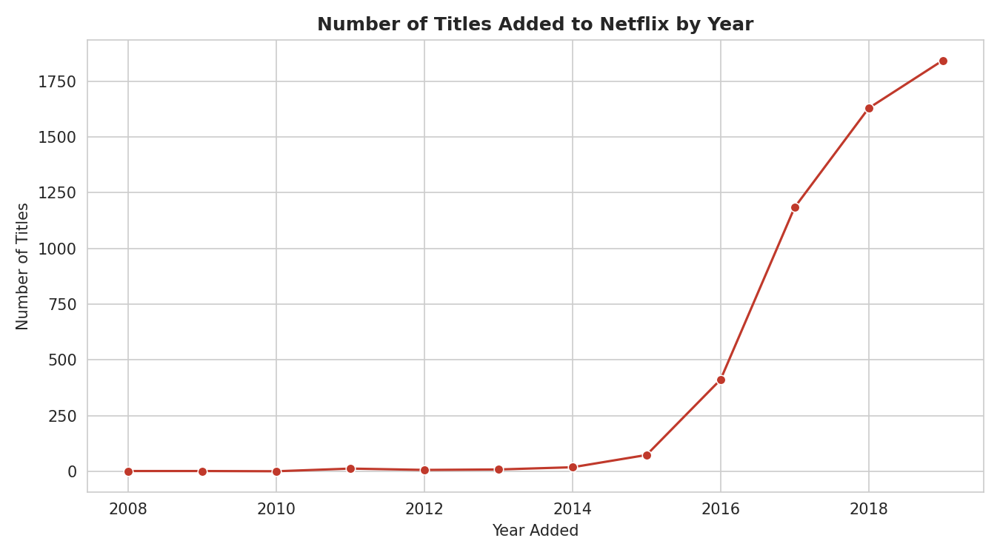 Number of Titles Added to Netflix by Year
Number of Titles
1750
1500
1250
1000
750
500
250
0
2008 2010 2012 2014 2016 2018
Year Added